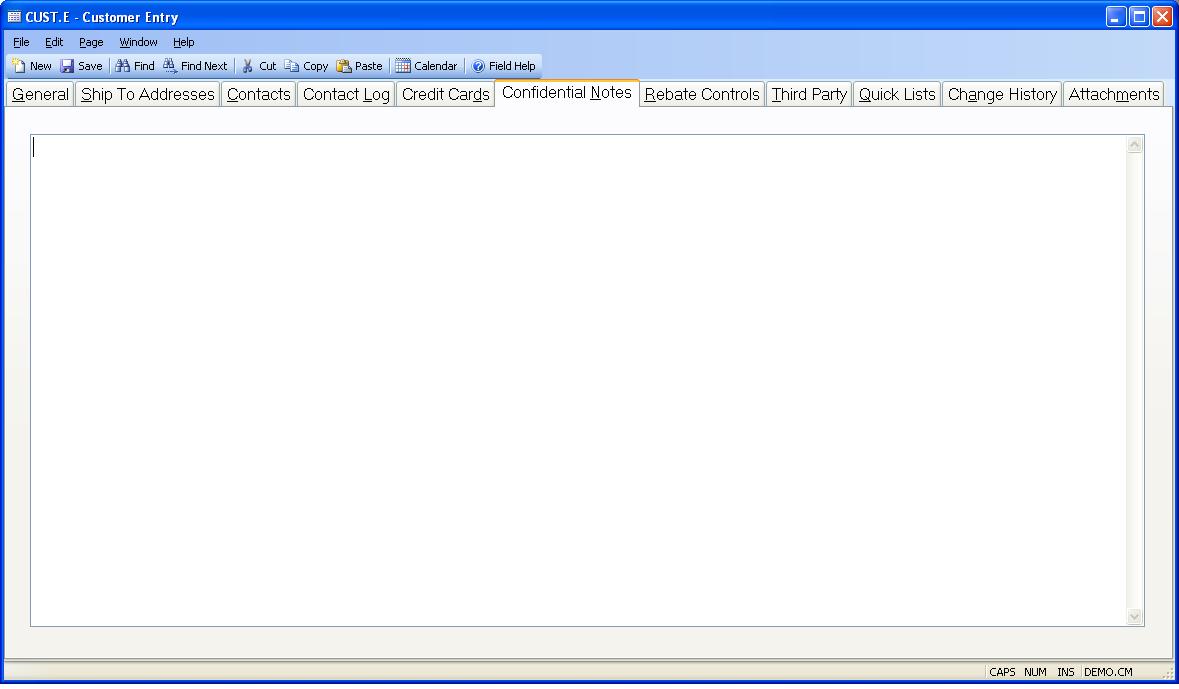 CUST.E - Customer Entry
File Edit Page Window Help
New Save Find Find Next Cut Copy Paste Calendar Field Help
General Ship To Addresses Contacts Contact Log Credit Cards Confidential Notes Rebate Controls Third Party Quick Lists Change History Attachments
CAPS NUM INS DEMO.CM